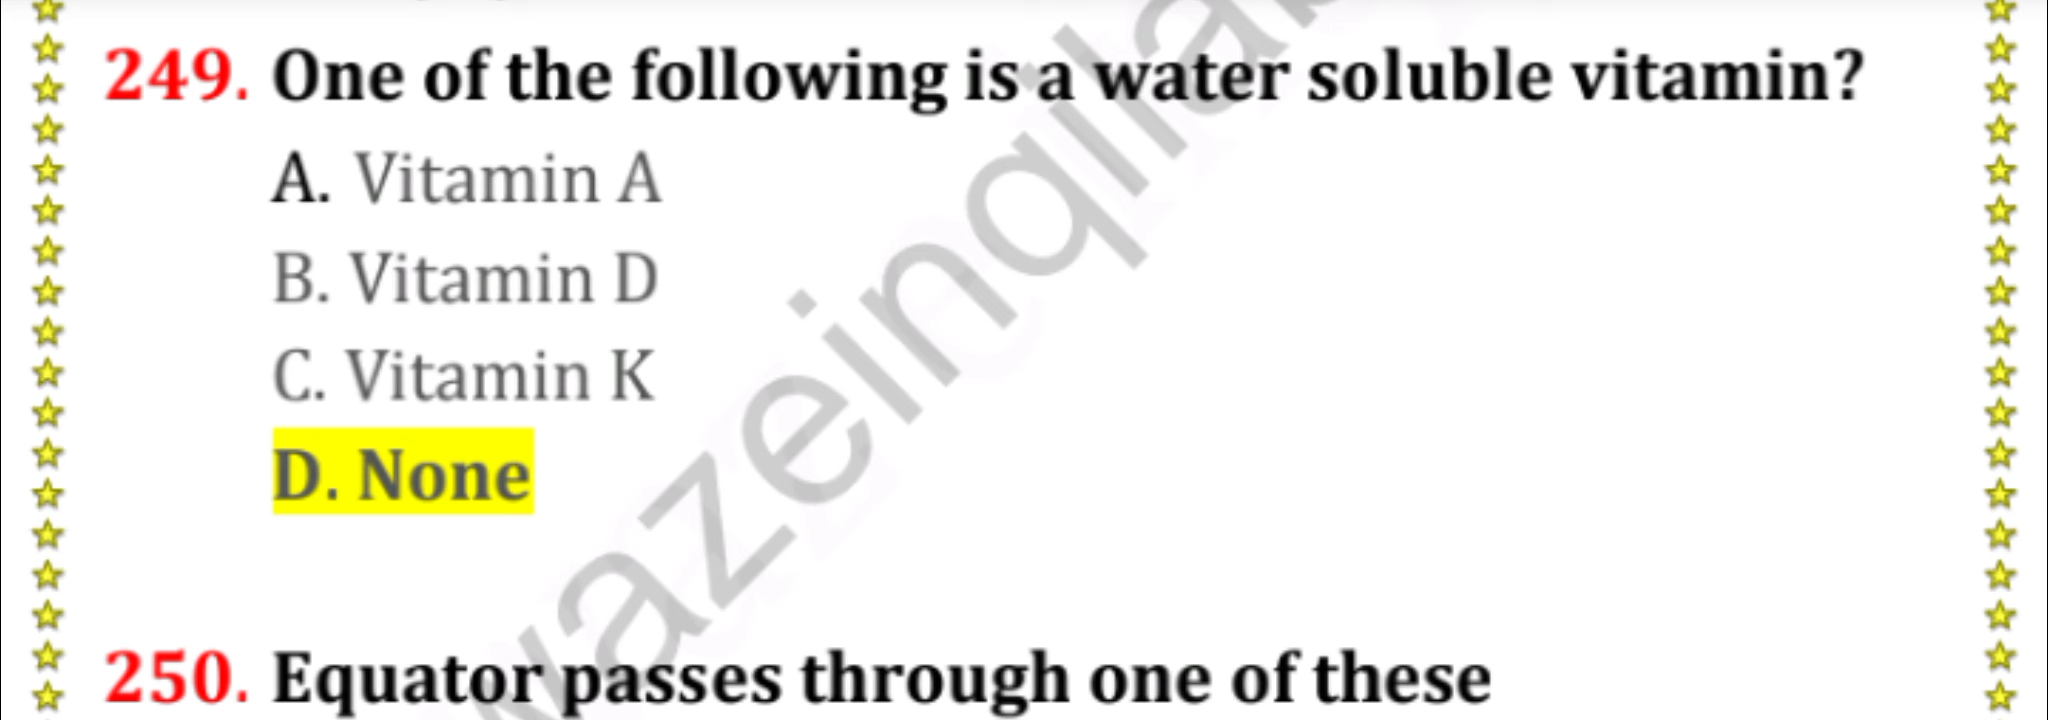 249. One of the following is a water soluble vitamin?
A. Vitamin A
B. Vitamin D
C. Vitamin K
D. None
250. Equator passes through one of these
wazeinqilab